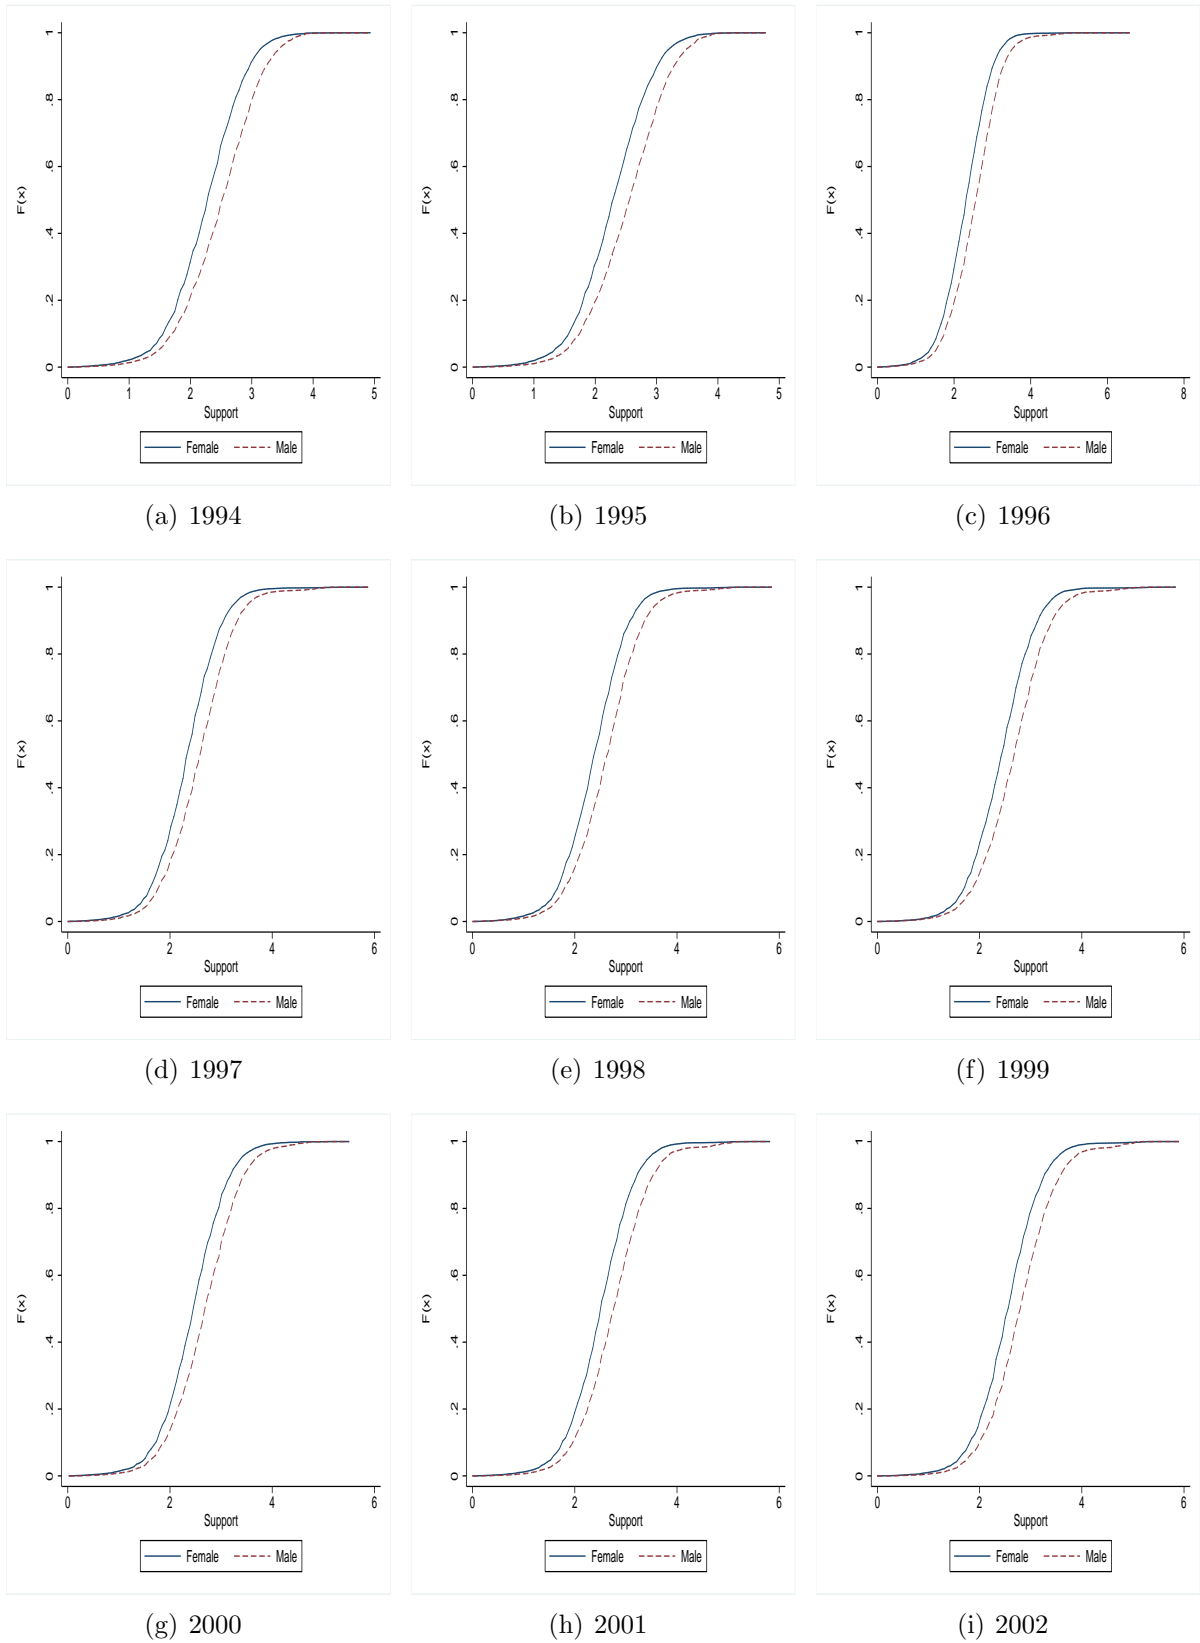 F(x)
1
.8
.6
.4
.2
0
0 1 2 3 4 5
Support
Female Male
(a) 1994
F(x)
1
.8
.6
.4
.2
0
0 1 2 3 4 5
Support
Female Male
(b) 1995
F(x)
1
.8
.6
.4
.2
0
0 2 4 6 8
Support
Female Male
(c) 1996
F(x)
1
.8
.6
.4
.2
0
0 2 4 6
Support
Female Male
(d) 1997
F(x)
1
.8
.6
.4
.2
0
0 2 4 6
Support
Female Male
(e) 1998
F(x)
1
.8
.6
.4
.2
0
0 2 4 6
Support
Female Male
(f) 1999
F(x)
1
.8
.6
.4
.2
0
0 2 4 6
Support
Female Male
(g) 2000
F(x)
1
.8
.6
.4
.2
0
0 2 4 6
Support
Female Male
(h) 2001
F(x)
1
.8
.6
.4
.2
0
0 2 4 6
Support
Female Male
(i) 2002